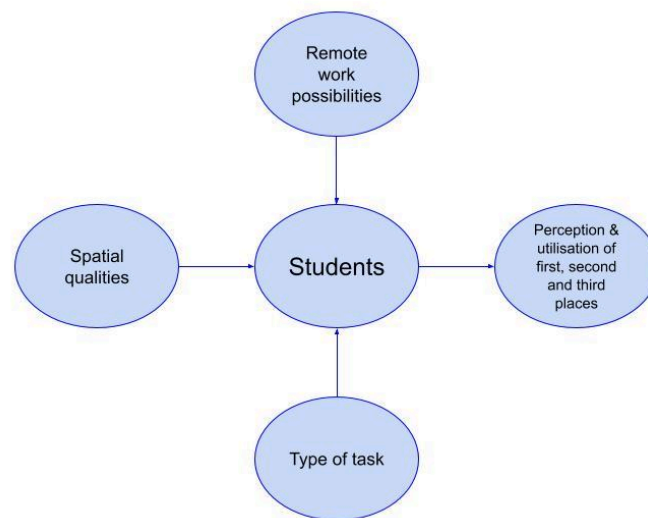 Remote
work
possibilities
Spatial
qualities
Students
Perception &
utilisation of
first, second
and third
places
Type of task